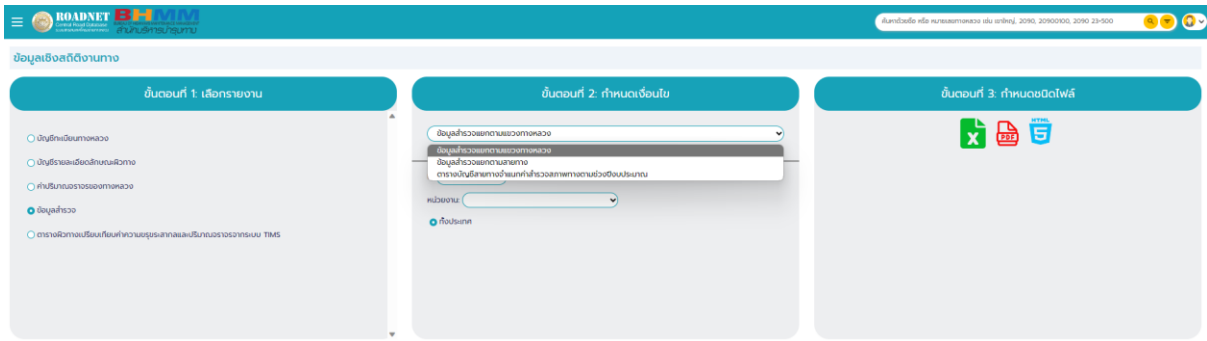 ROADNET
Central Road Database
BHMM
สำนักบริหารบำรุงทาง
ค้นหาด้วยชื่อ หรือ หมายเลขทางหลวง เช่น เขาใหญ่, 2090, 20900100, 2090 23+500
ข้อมูลเชิงสถิติงานทาง
ขั้นตอนที่ 1: เลือกรายงาน
บัญชีทะเบียนทางหลวง
บัญชีรายละเอียดลักษณะผิวทาง
ค่าปริมาณจราจรของทางหลวง
ข้อมูลสำรวจ
ตารางผิวทางเปรียบเทียบค่าความขรุขระสากลและปริมาณจราจรจากระบบ TIMS
ขั้นตอนที่ 2: กำหนดเงื่อนไข
ข้อมูลสำรวจแยกตามแขวงทางหลวง
ข้อมูลสำรวจแยกตามแขวงทางหลวง
ข้อมูลสำรวจแยกตามสายทาง
ตารางบัญชีสายทางจำแนกค่าสำรวจสภาพทางตามช่วงปีงบประมาณ
หน่วยงาน:
ทั้งประเทศ
ขั้นตอนที่ 3: กำหนดชนิดไฟล์
X
PDF
HTML
5